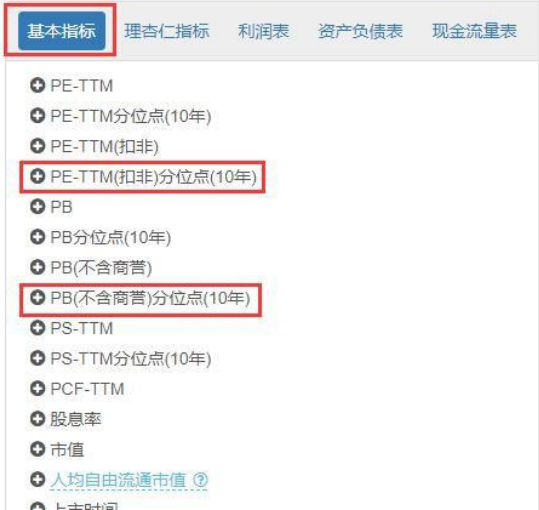 基本指标 理杏仁指标 利润表 资产负债表 现金流量表
PE-TTM
PE-TTM分位点(10年)
PE-TTM(扣非)
PE-TTM(扣非)分位点(10年)
PB
PB分位点(10年)
PB(不含商誉)
PB(不含商誉)分位点(10年)
PS-TTM
PS-TTM分位点(10年)
PCF-TTM
股息率
市值
人均自由流通市值
上市时间